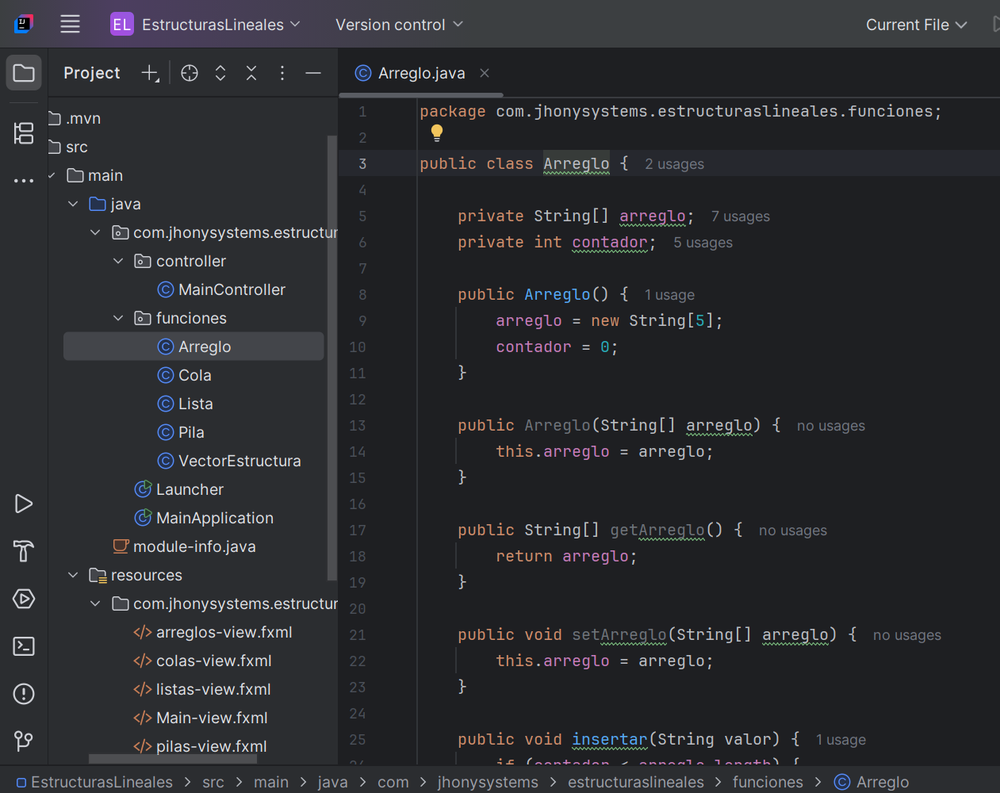 EL EstructurasLineales Version control Current File
Project
Arreglo.java
.mvn
src
main
java
com.jhonysystems.estructur
controller
MainController
funciones
Arreglo
Cola
Lista
Pila
VectorEstructura
Launcher
MainApplication
module-info.java
resources
com.jhonysystems.estructur
arreglos-view.fxml
colas-view.fxml
listas-view.fxml
Main-view.fxml
pilas-view.fxml
1 package com.jhonysystems.estructuraslineales.funciones;
2
3 public class Arreglo { 2 usages
4
5 private String[] arreglo; 7 usages
6 private int contador; 5 usages
7
8 public Arreglo() { 1 usage
9 arreglo = new String[5];
10 contador = 0;
11 }
12
13 public Arreglo(String[] arreglo) { no usages
14 this.arreglo = arreglo;
15 }
16
17 public String[] getArreglo() { no usages
18 return arreglo;
19 }
20
21 public void setArreglo(String[] arreglo) { no usages
22 this.arreglo = arreglo;
23 }
24
25 public void insertar(String valor) { 1 usage
26 if (contador < arreglo.length) {
EstructurasLineales > src > main > java > com > jhonysystems > estructuraslineales > funciones > Arreglo